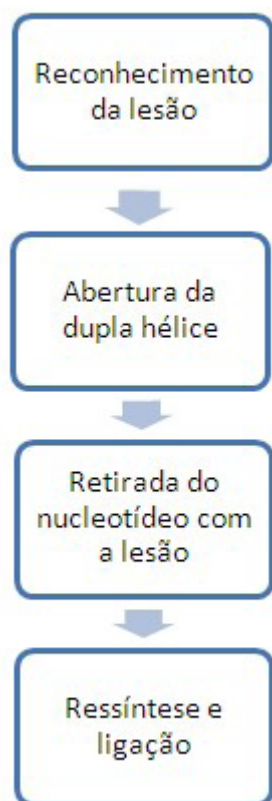 Reconhecimento
da lesão
Abertura da
dupla hélice
Retirada do
nucleotídeo com
a lesão
Ressíntese e
ligação